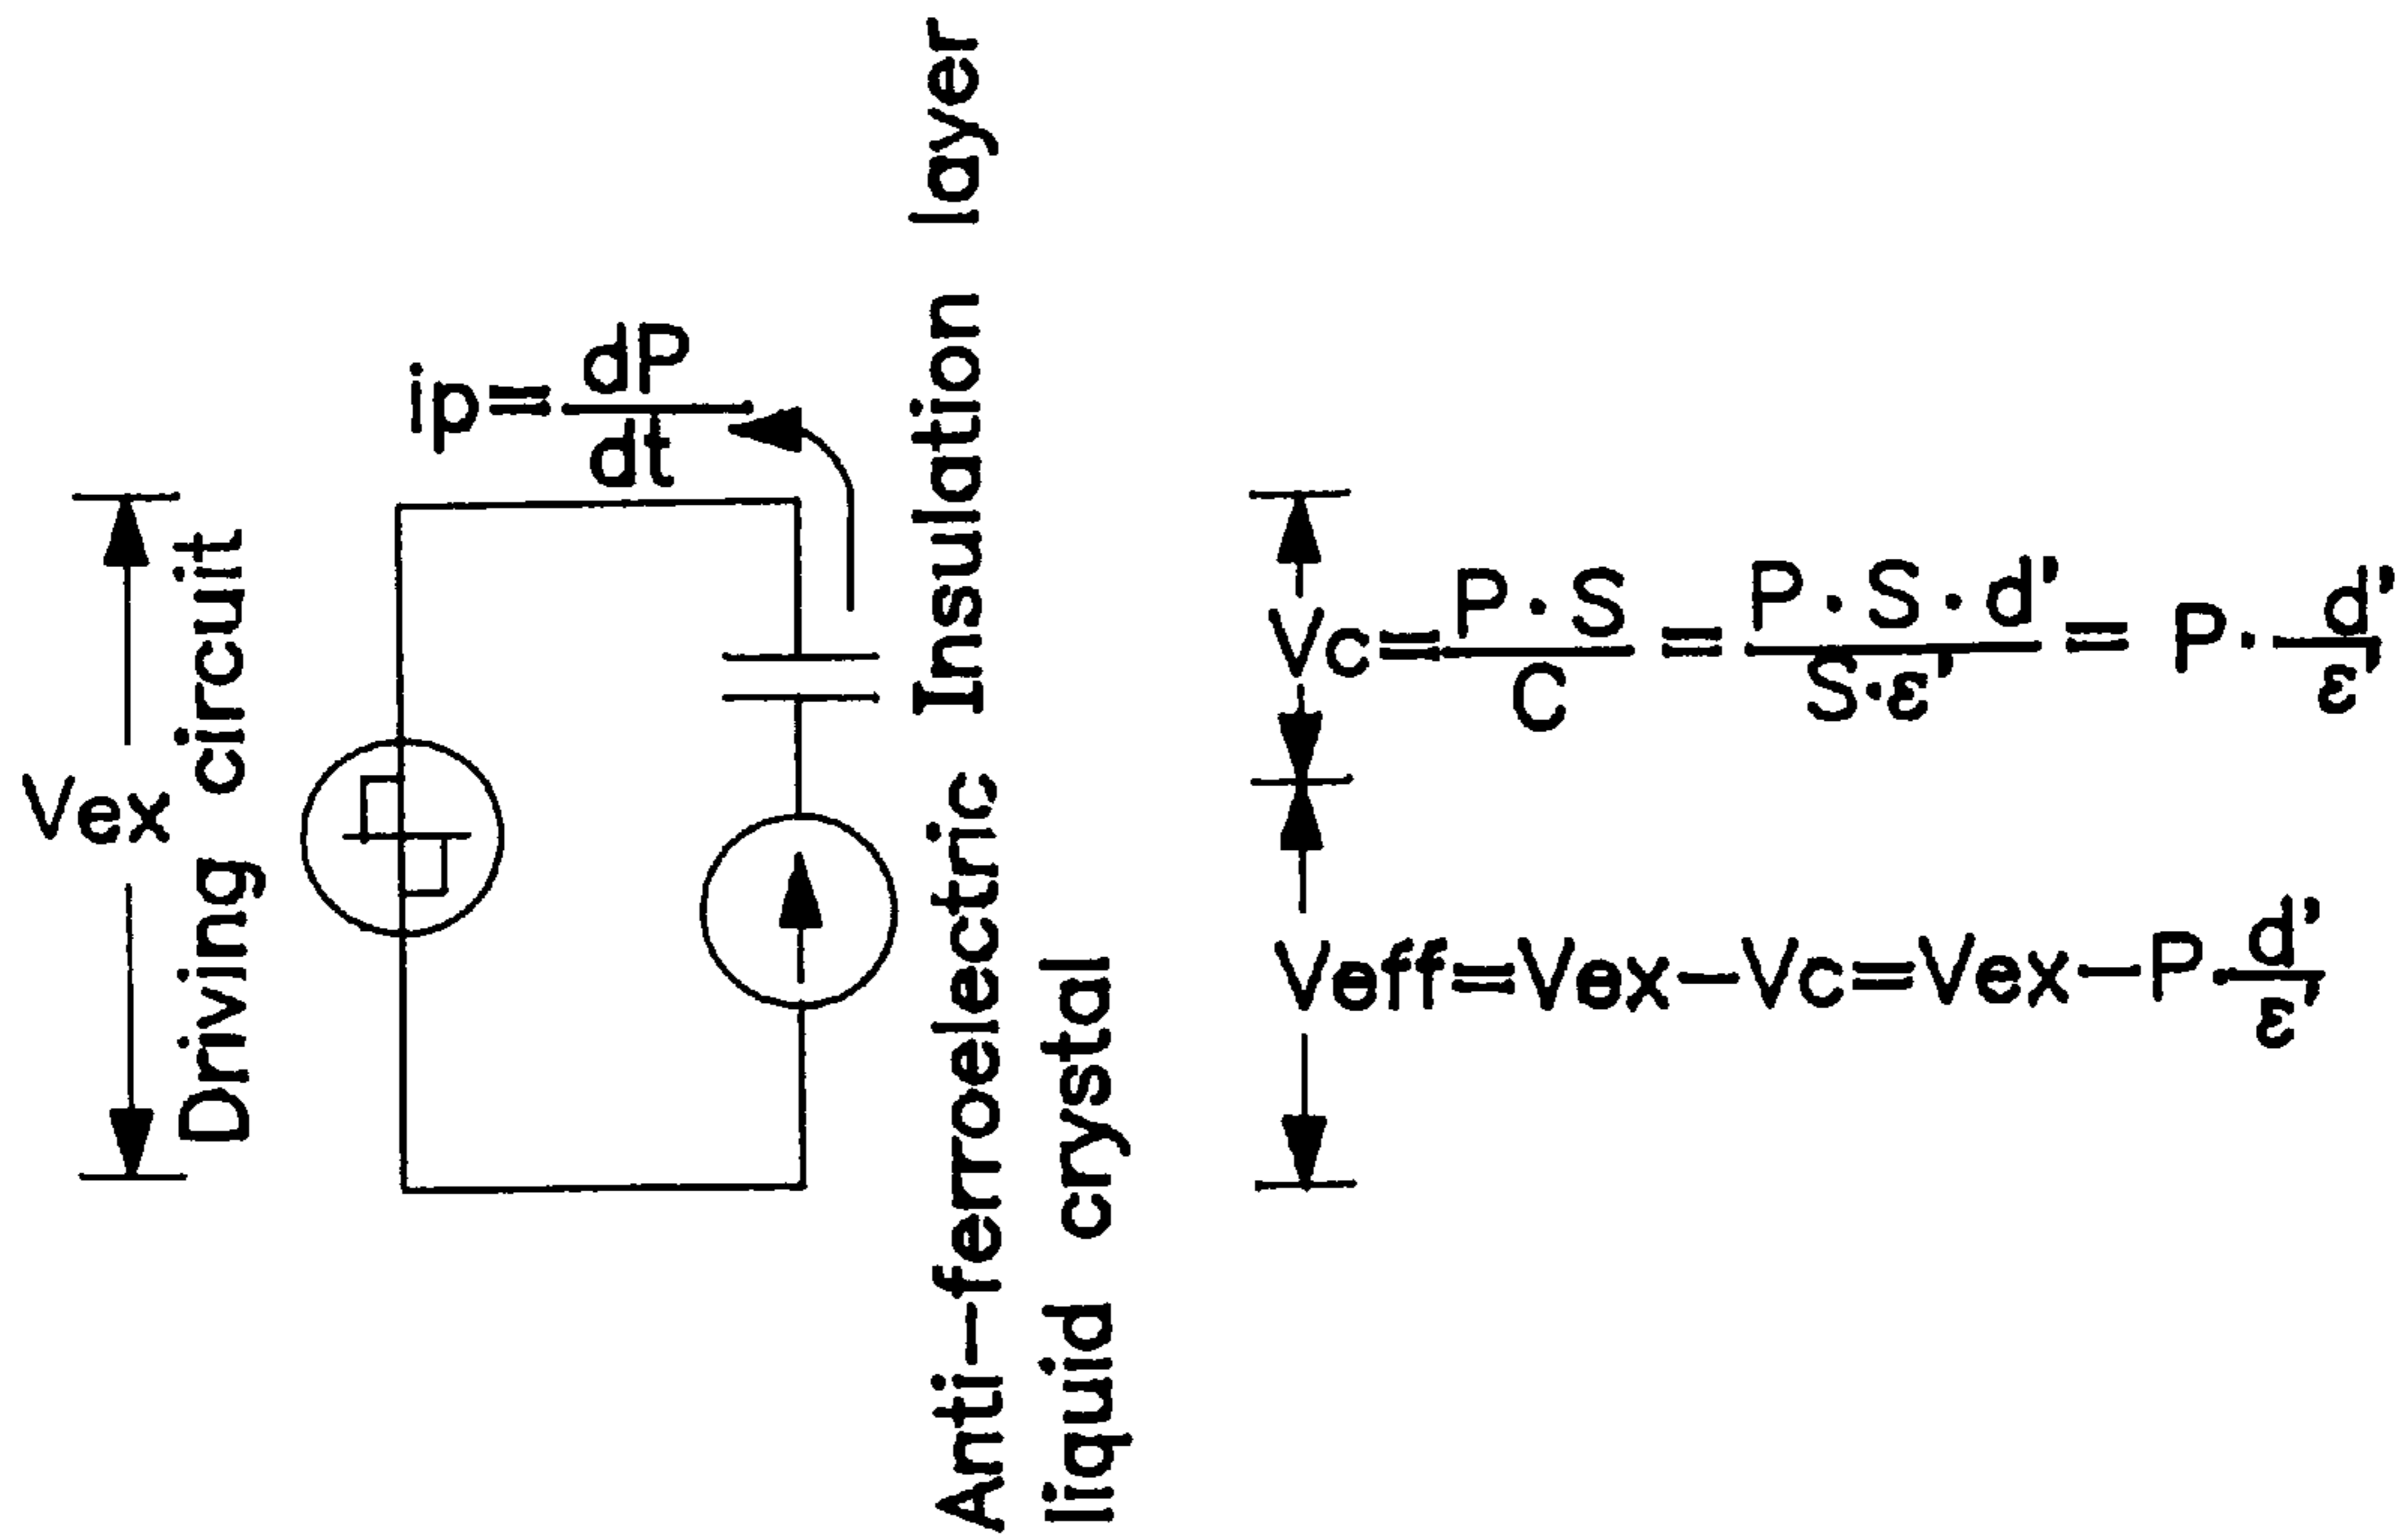 Vex
Driving circuit
ip=dP/dt
Insulation layer
Anti-ferroelectric
liquid crystal
Vc=P·S/C=P·S·d'/S·ε'=P·d'/ε'
Veff=Vex-Vc=Vex-P·d'/ε'